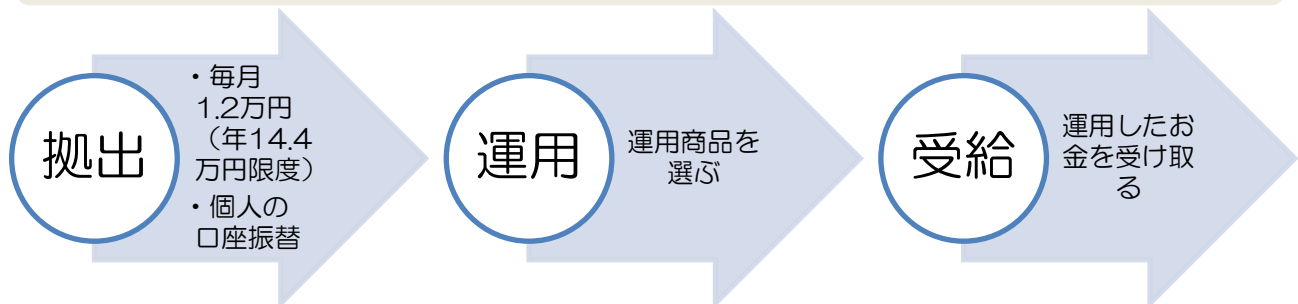 拠出
・毎月
1.2万円
（年14.4
万円限度）
・個人の
口座振替
運用
運用商品を
選ぶ
受給
運用したお
金を受け取
る